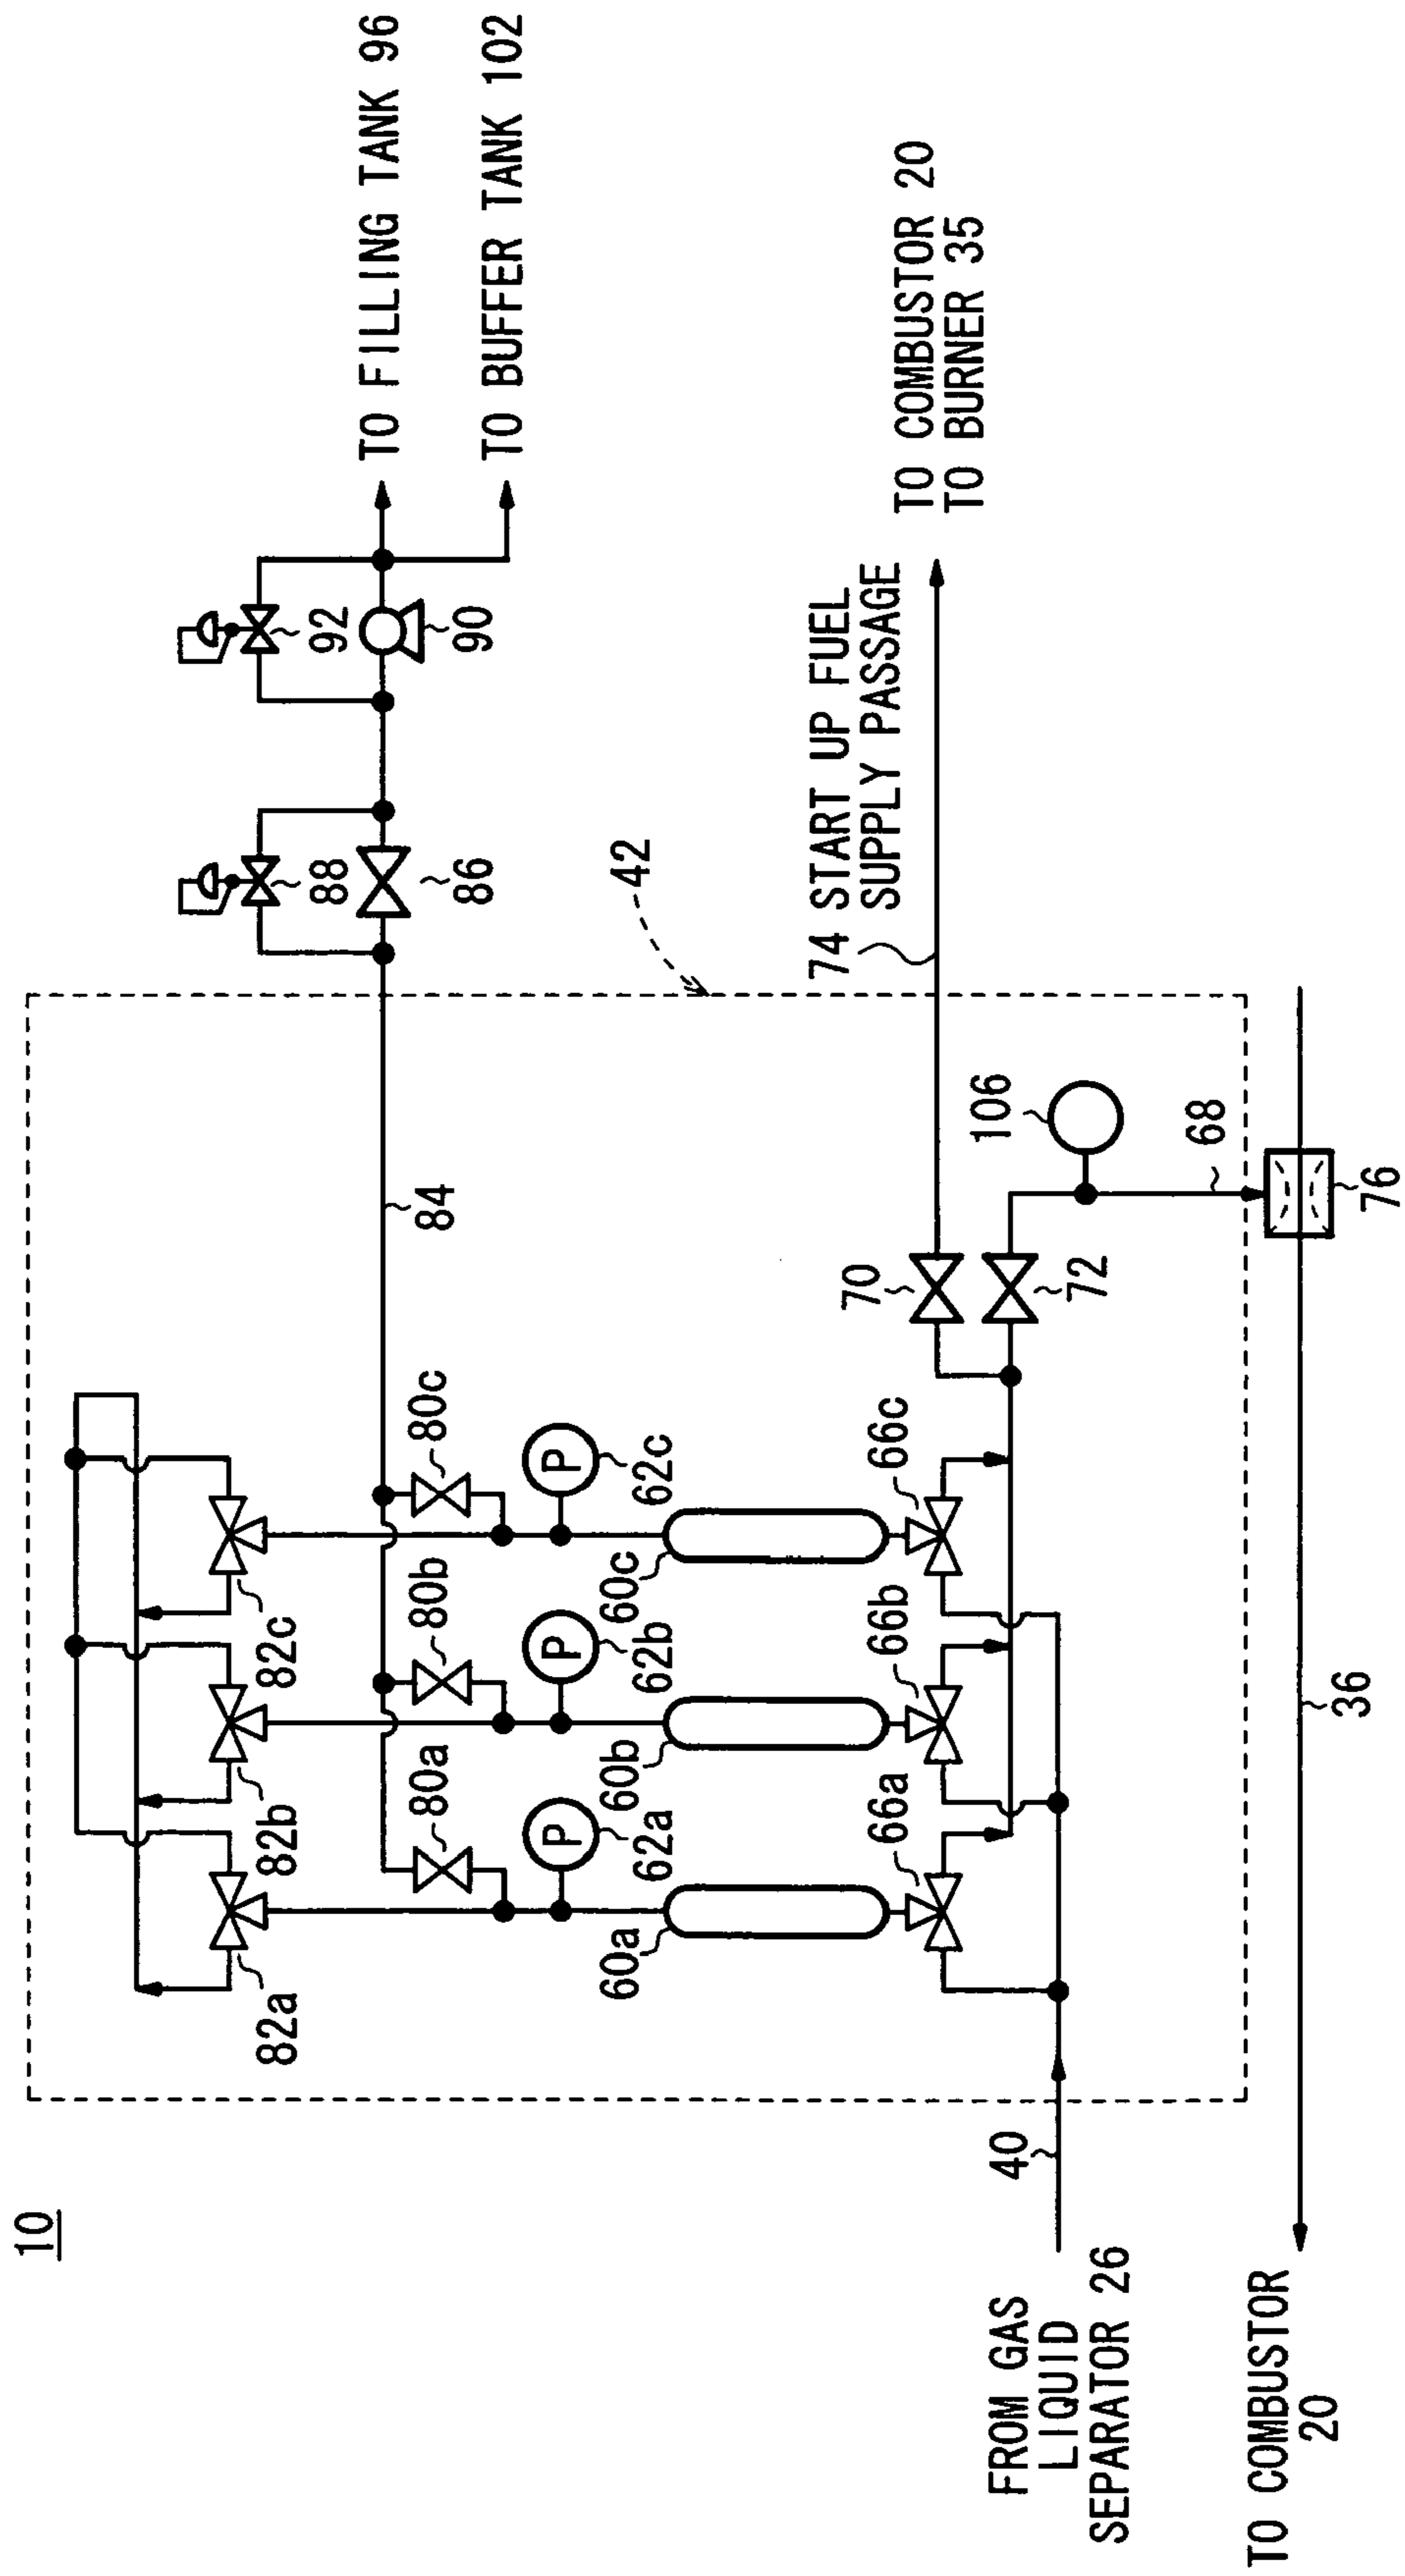 10
TO FILLING TANK 96
TO BUFFER TANK 102
92
90
88
86
42
84
74 START UP FUEL
SUPPLY PASSAGE
TO COMBUSTOR 20
TO BURNER 35
82a
82b
82c
80a
80b
80c
P
P
P
62a
62b
62c
60a
60b
60c
66a
66b
66c
70
72
106
68
76
36
40
FROM GAS
LIQUID
SEPARATOR 26
TO COMBUSTOR
20